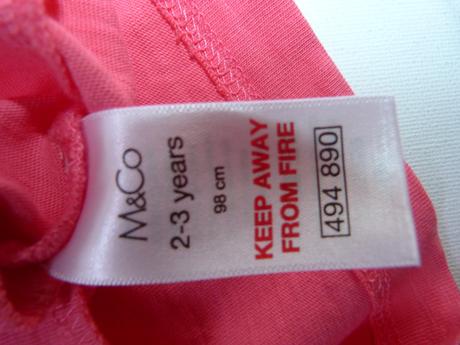 M&Co
2-3 years
98 cm
KEEP AWAY
FROM FIRE
494 890